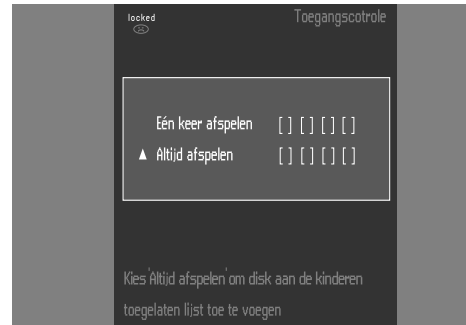 locked
Toegangscotrole
Eén keer afspelen [ ] [ ] [ ] [ ]
▲ Altijd afspelen [ ] [ ] [ ] [ ]
Kies 'Altijd afspelen' om disk aan de kinderen
toegelaten lijst toe te voegen